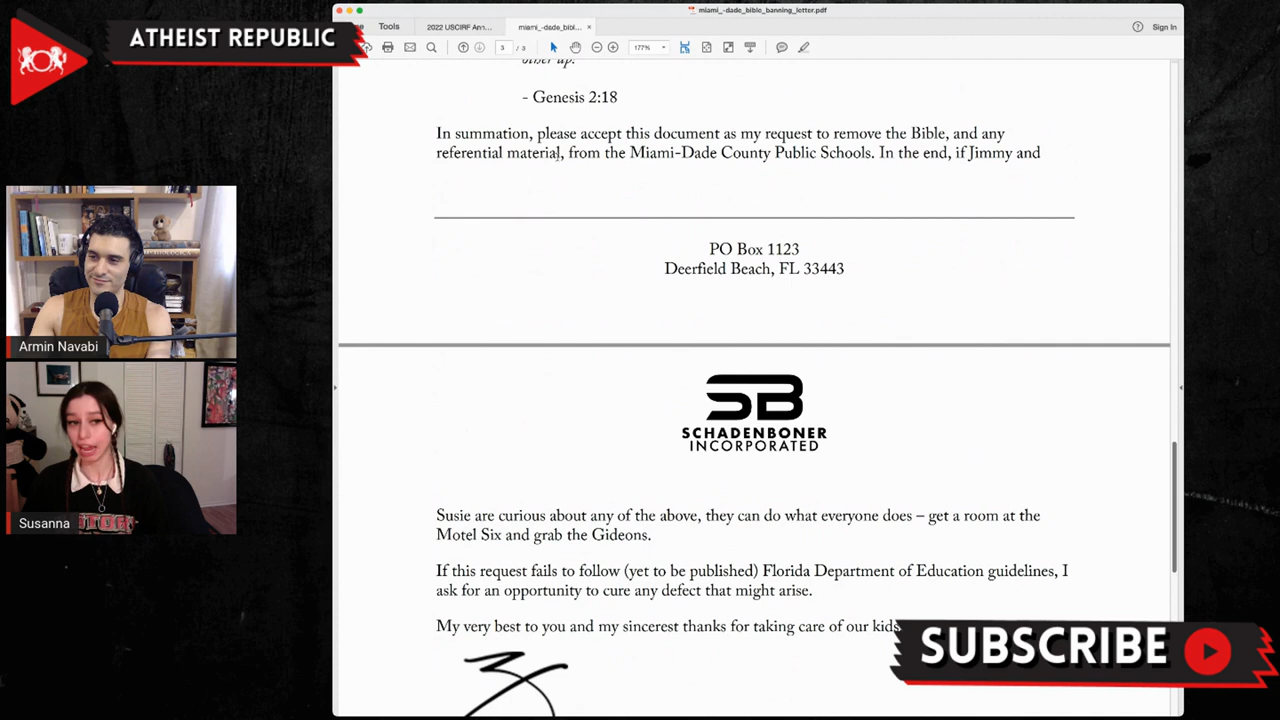 ATHEIST REPUBLIC
miami_-dade_bible_banning_letter.pdf
Tools
2022 USCIRF Ann...
miami_-dade_bibl...
Sign In
3 / 3
177%
other up.
- Genesis 2:18
In summation, please accept this document as my request to remove the Bible, and any
referential material, from the Miami-Dade County Public Schools. In the end, if Jimmy and
PO Box 1123
Deerfield Beach, FL 33443
SB
SCHADENBONER
INCORPORATED
Susie are curious about any of the above, they can do what everyone does – get a room at the
Motel Six and grab the Gideons.
If this request fails to follow (yet to be published) Florida Department of Education guidelines, I
ask for an opportunity to cure any defect that might arise.
My very best to you and my sincerest thanks for taking care of our kids
Armin Navabi
Susanna
SUBSCRIBE